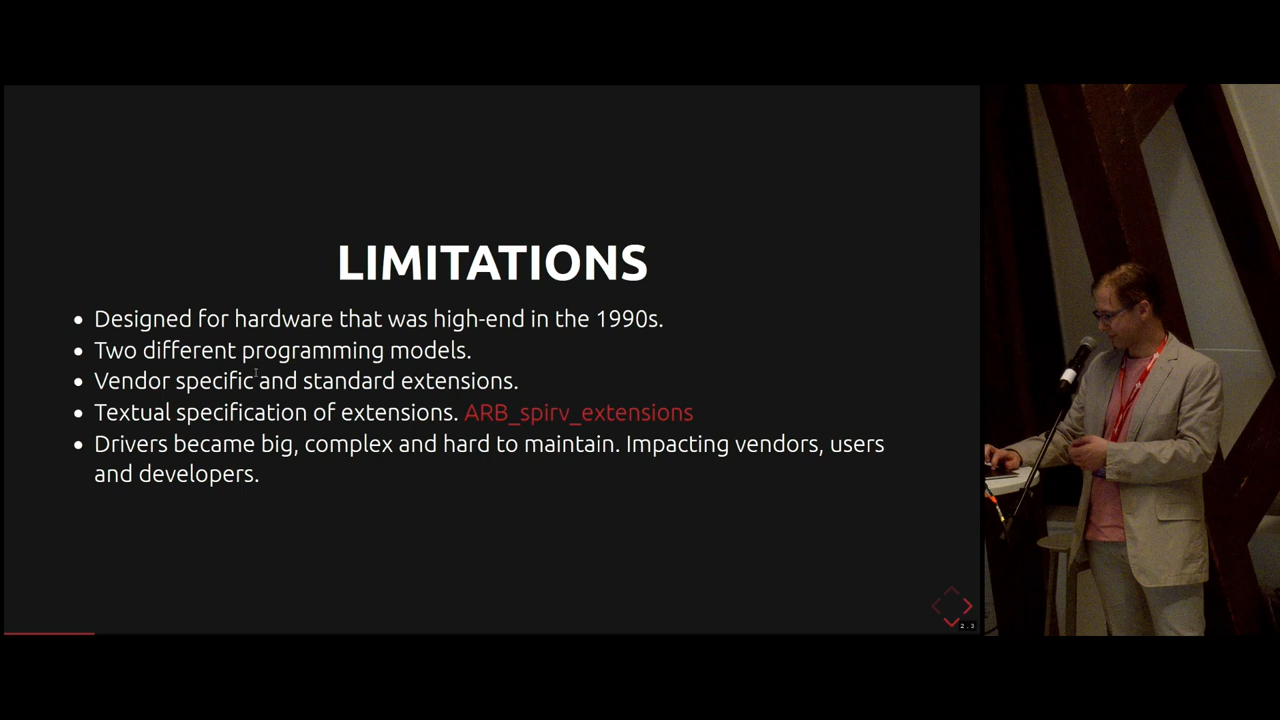 LIMITATIONS
Designed for hardware that was high-end in the 1990s.
Two different programming models.
Vendor specific and standard extensions.
Textual specification of extensions. ARB_spirv_extensions
Drivers became big, complex and hard to maintain. Impacting vendors, users
and developers.
2.3